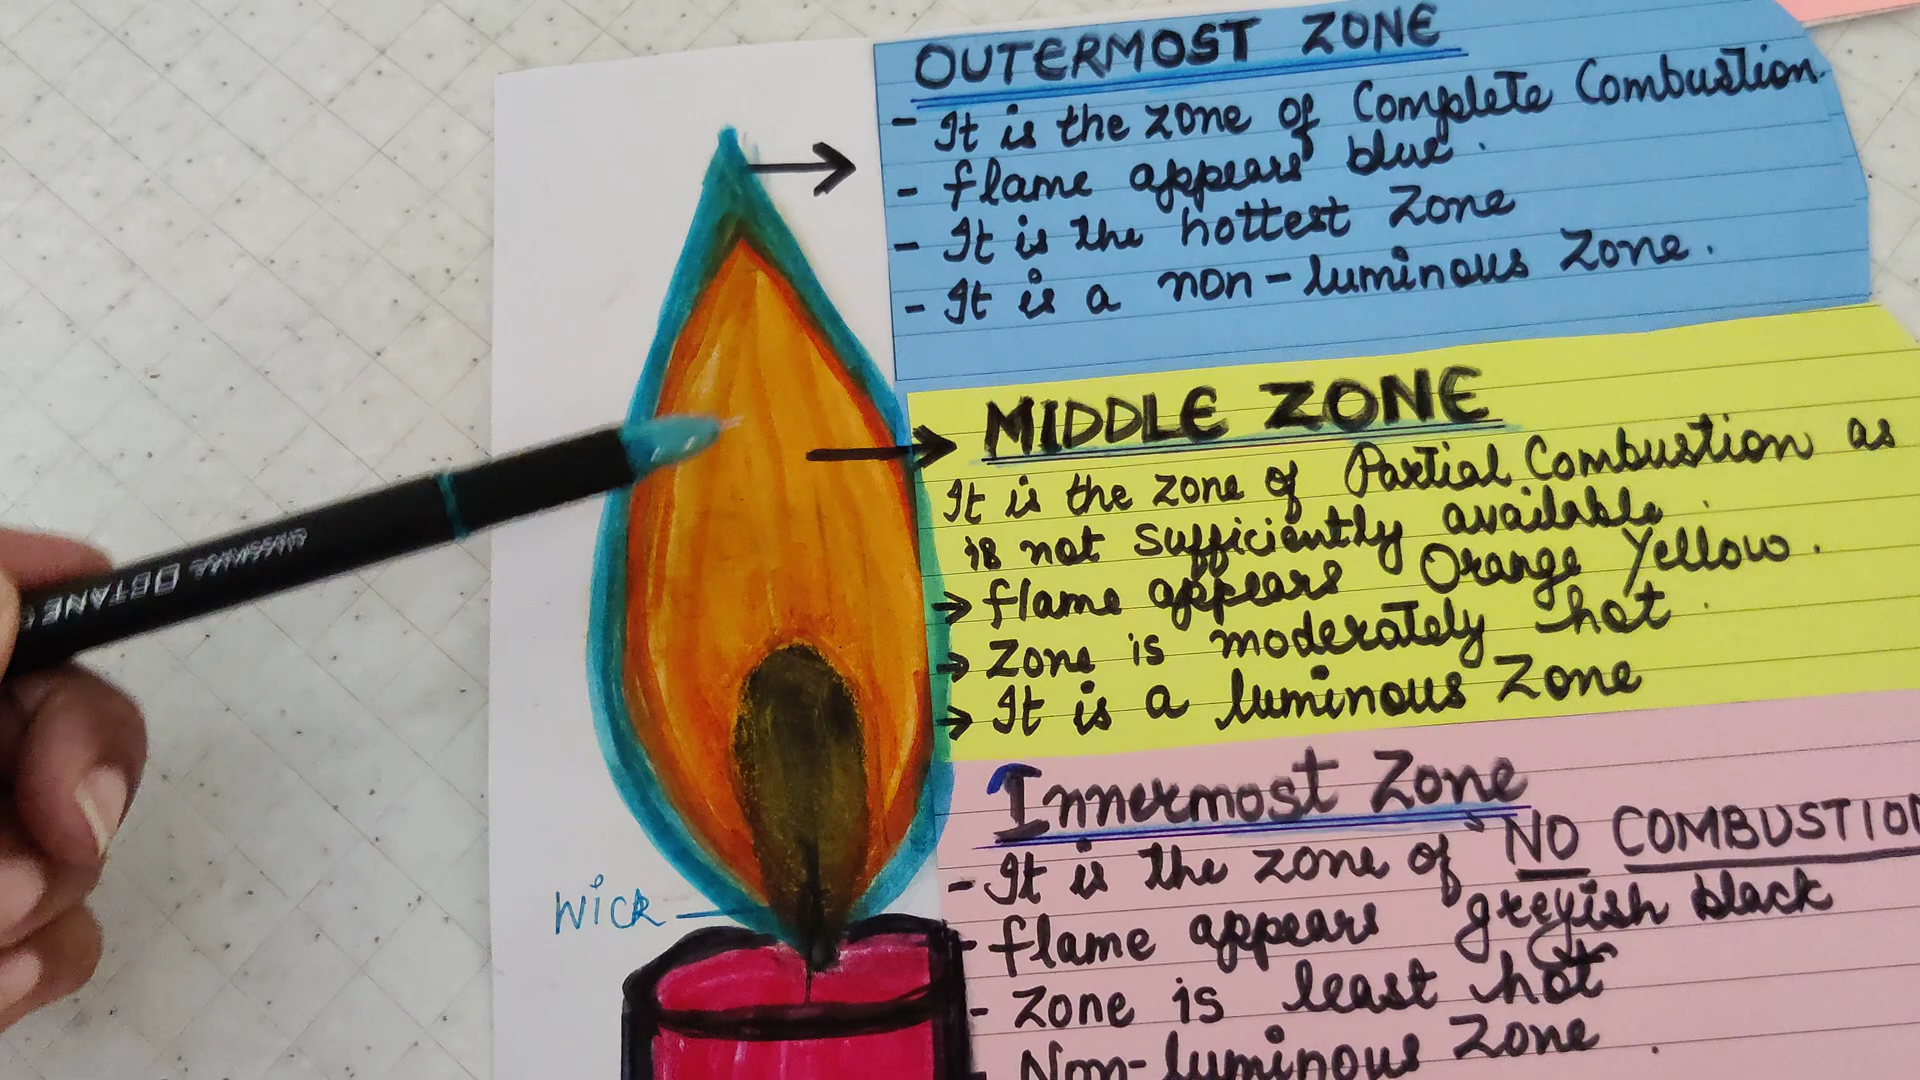 OUTERMOST ZONE
- It is the zone of Complete Combustion.
- flame appears blue.
- It is the hottest Zone
- It is a non-luminous Zone.
MIDDLE ZONE
It is the zone of Partial Combustion as
is not sufficiently available.
→ flame appears Orange Yellow.
→ Zone is moderately hot.
→ It is a luminous Zone
Innermost Zone
- It is the zone of "NO COMBUSTION
- flame appears greyish black
- Zone is least hot
- Non-luminous Zone.
Wick